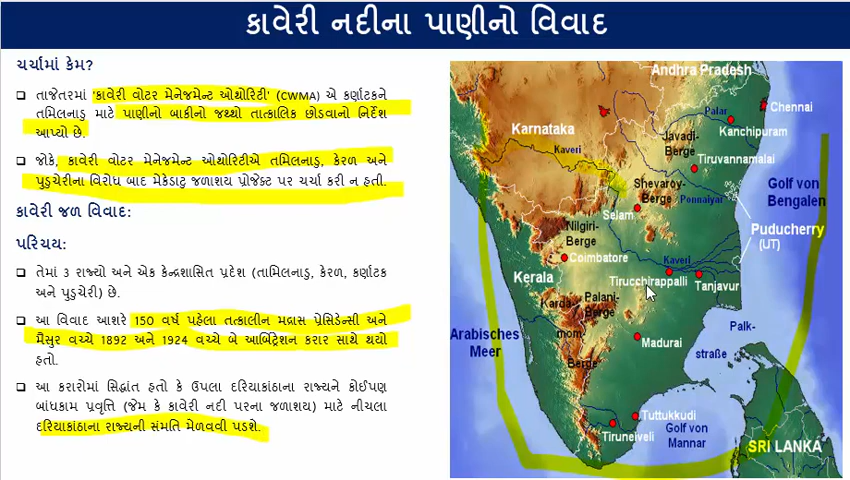 કાવેરી નદીના પાણીનો વિવાદ
ચર્ચામાં કેમ?
તાજેતરમાં 'કાવેરી વોટર મેનેજમેન્ટ ઓથોરિટી' (CWMA) એ કર્ણાટકને
તમિલનાડુ માટે પાણીનો બાકીનો જથ્થો તાત્કાલિક છોડવાનો નિર્દેશ
આપ્યો છે.
જોકે, કાવેરી વોટર મેનેજમેન્ટ ઓથોરિટીએ તમિલનાડુ, કેરળ અને
પુડુચેરીના વિરોધ બાદ મેકેડાટુ જળાશય પ્રોજેક્ટ પર ચર્ચા કરી ન હતી.
કાવેરી જળ વિવાદ:
પરિચય:
તેમાં 3 રાજ્યો અને એક કેન્દ્રશાસિત પ્રદેશ (તામિલનાડુ, કેરળ, કર્ણાટક
અને પુડુચેરી) છે.
આ વિવાદ આશરે 150 વર્ષ પહેલા તત્કાલીન મદ્રાસ પ્રેસિડેન્સી અને
મૈસુર વચ્ચે 1892 અને 1924 વચ્ચે બે આર્બિટ્રેશન કરાર સાથે થયો
હતો.
આ કરારોમાં સિદ્ધાંત હતો કે ઉપલા દરિયાકાંઠાના રાજ્યને કોઈપણ
બાંધકામ પ્રવૃત્તિ (જેમ કે કાવેરી નદી પરના જળાશય) માટે નીચલા
દરિયાકાંઠાના રાજ્યની સંમતિ મેળવવી પડશે.
Andhra Pradesh
Chennai
Palar
Karnataka
Kanchipuram
Javadi-
Berge
Kaveri
Tiruvannamalai
Shevaroy-
Berge
Golf von
Bengalen
Ponnaiyar
Selam
Nilgiri-
Berge
Puducherry
(UT)
Coimbatore
Kaveri
Kerala
Tirucchirappalli
Tanjavur
Karda-
mom-
Berge
Palani-
Berge
Arabisches
Meer
Madurai
Palk-
straße
Tuttukkudi
Tiruneiveli
Golf von
Mannar
SRI LANKA